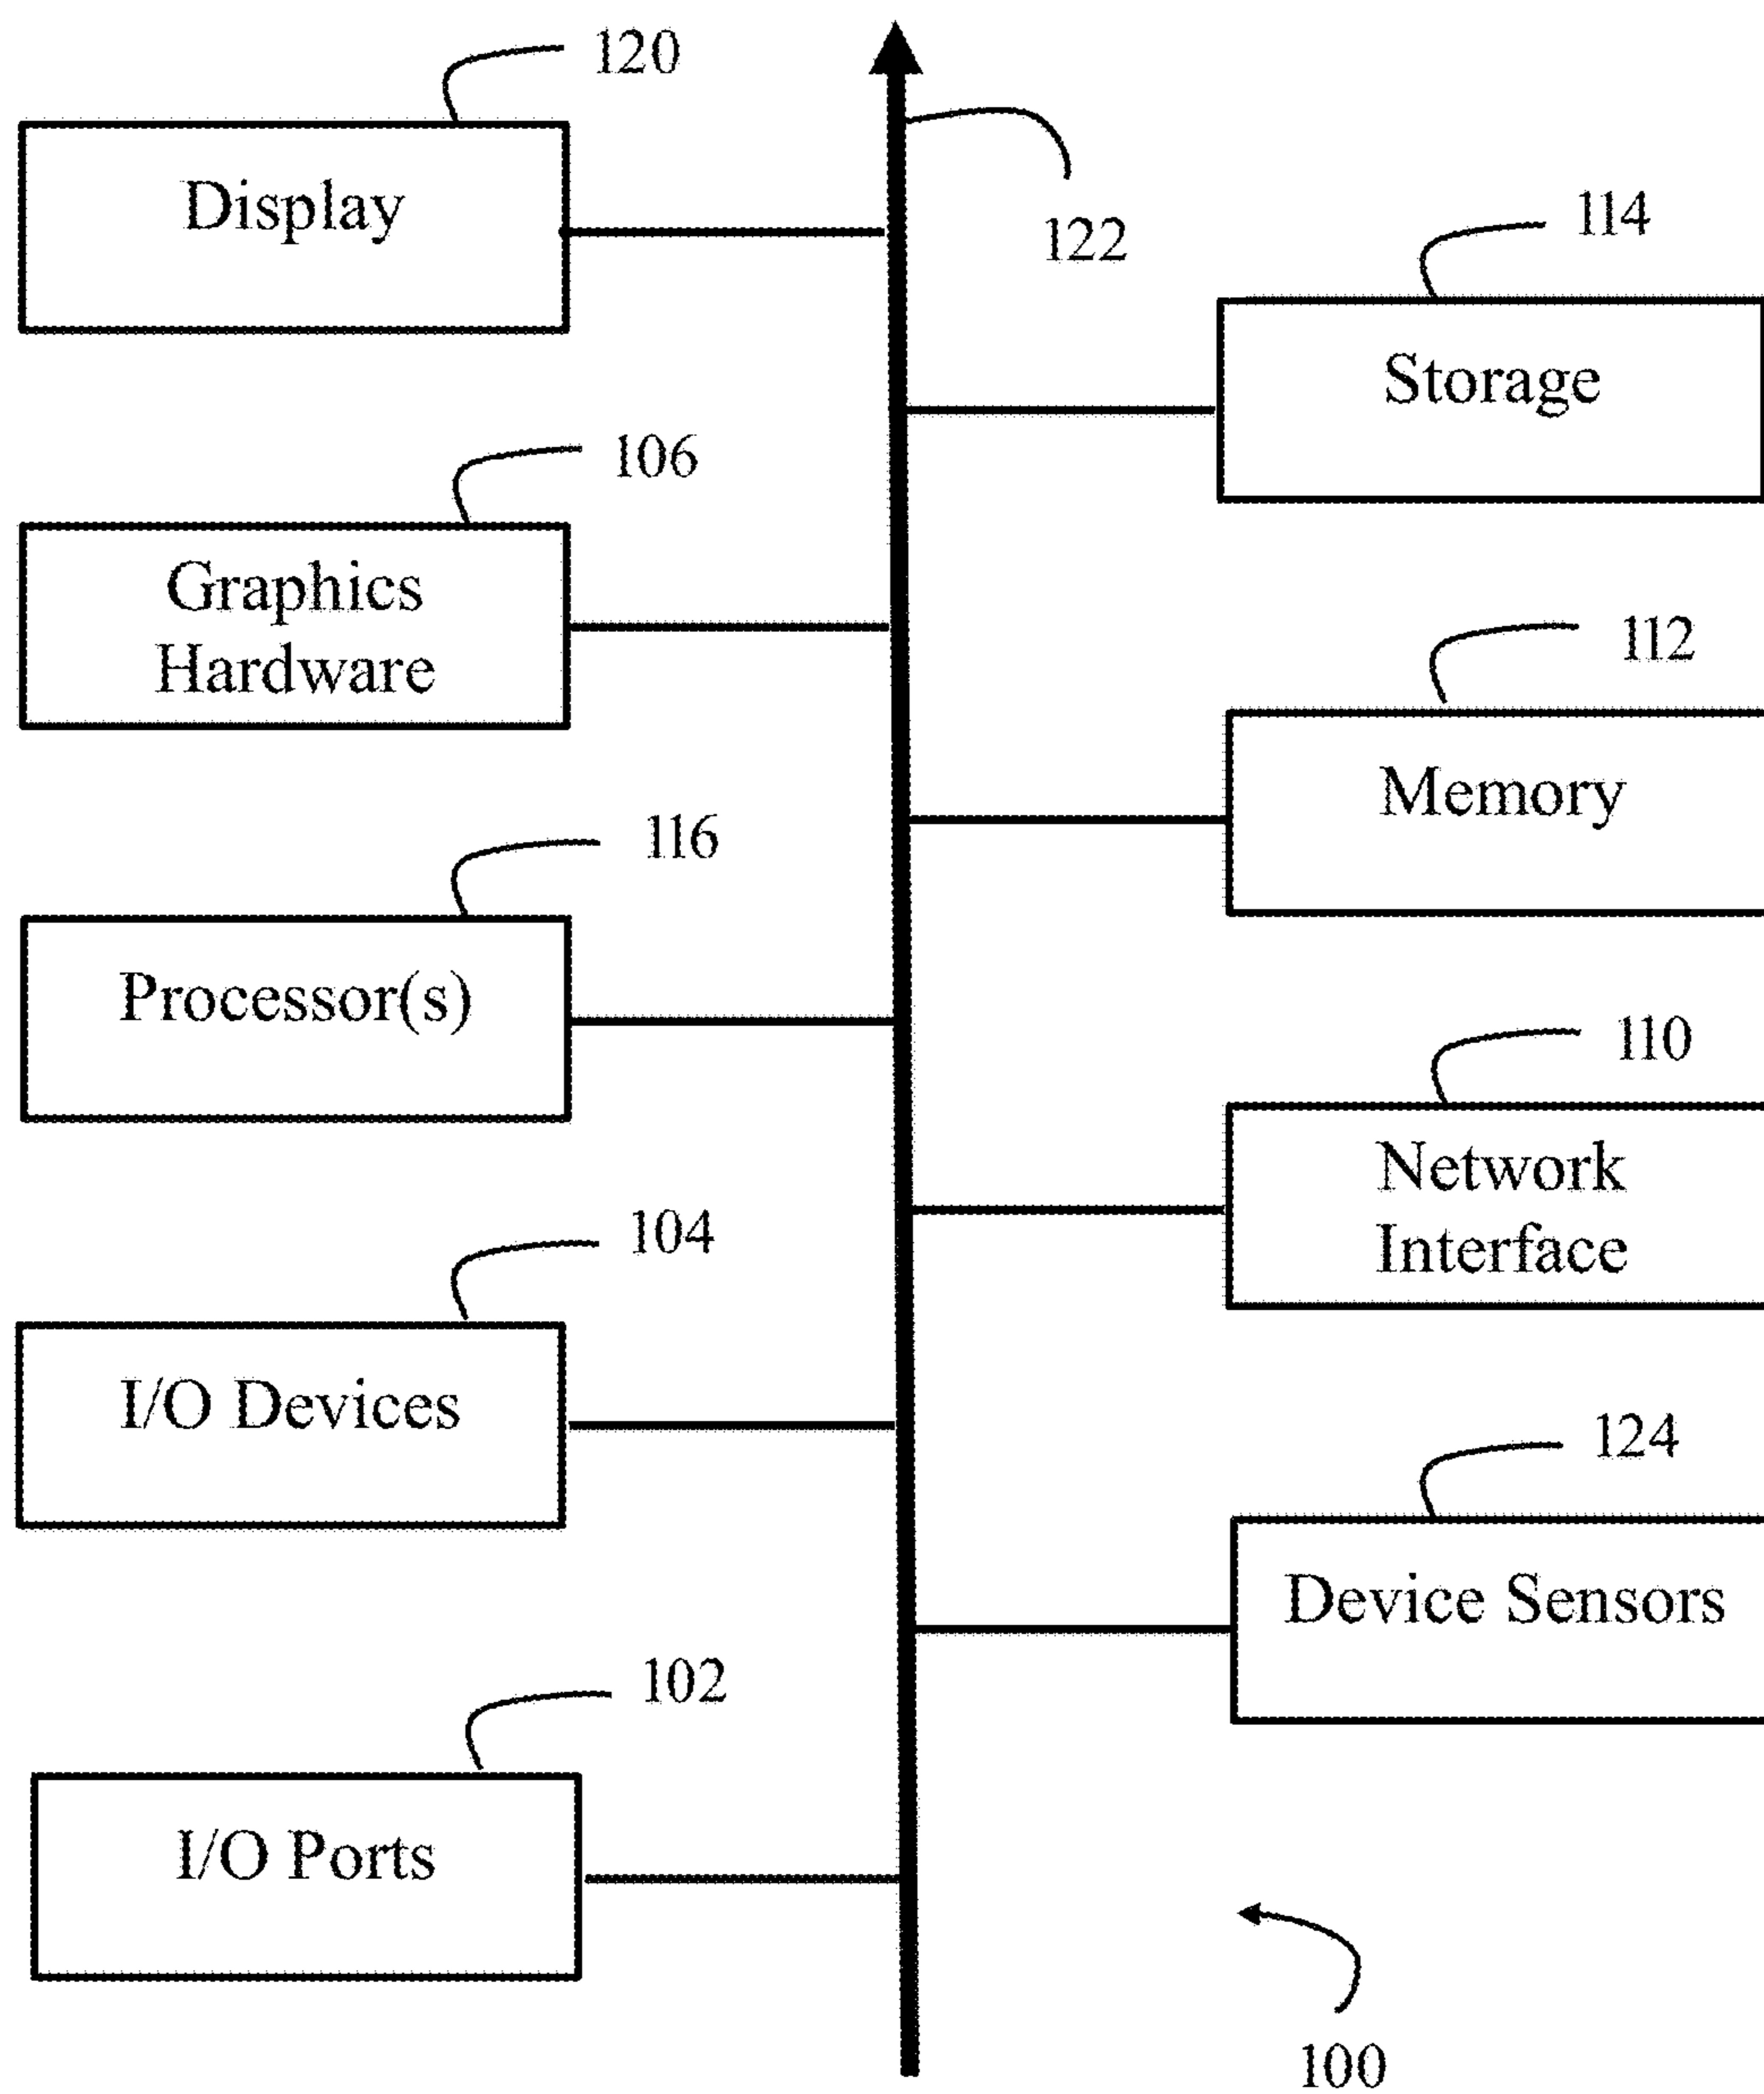 120
Display
122
114
Storage
106
Graphics
Hardware
112
Memory
116
Processor(s)
110
Network
Interface
104
I/O Devices
124
Device Sensors
102
I/O Ports
100